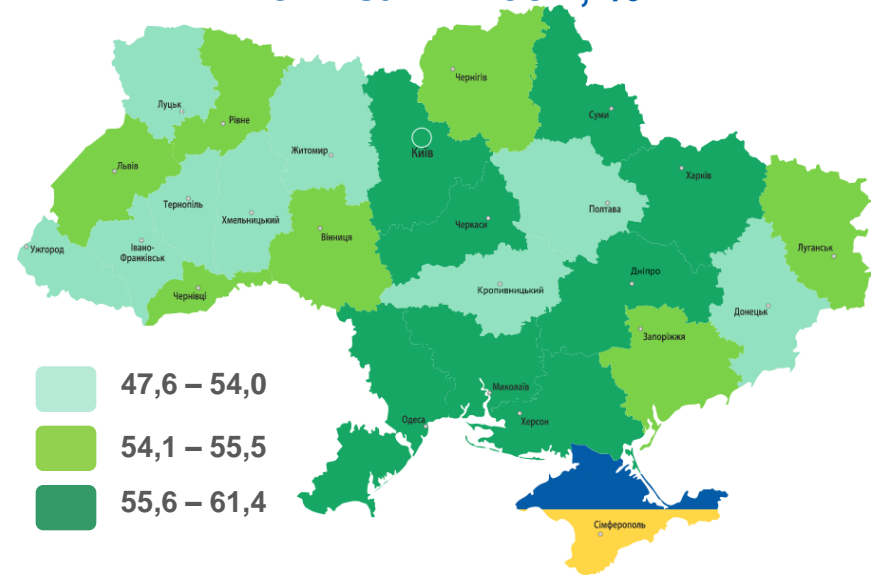 Чернігів
Луцьк
Рівне
Суми
Житомир
Київ
Львів
Харків
Тернопіль
Полтава
Хмельницький
Черкаси
Вінниця
Ужгород
Івано-
Франківськ
Луганськ
Дніпро
Чернівці
Кропивницький
Донецьк
Запоріжжя
47,6 – 54,0
Миколаїв
Одеса
Херсон
54,1 – 55,5
55,6 – 61,4
Сімферополь